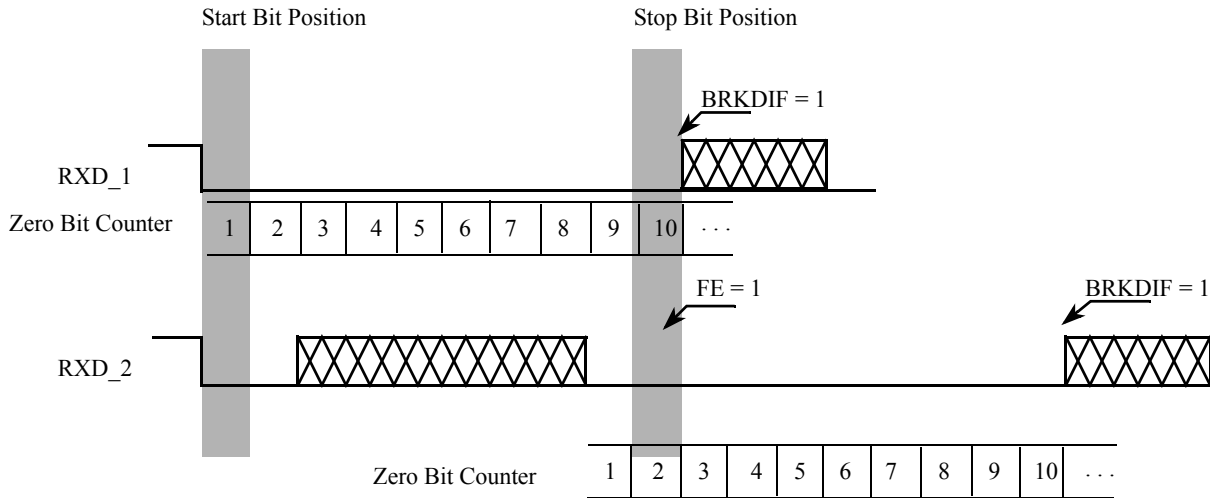 Start Bit Position Stop Bit Position
BRKDIF = 1
RXD_1
Zero Bit Counter 1 2 3 4 5 6 7 8 9 10 . . .
FE = 1 BRKDIF = 1
RXD_2
Zero Bit Counter 1 2 3 4 5 6 7 8 9 10 . . .